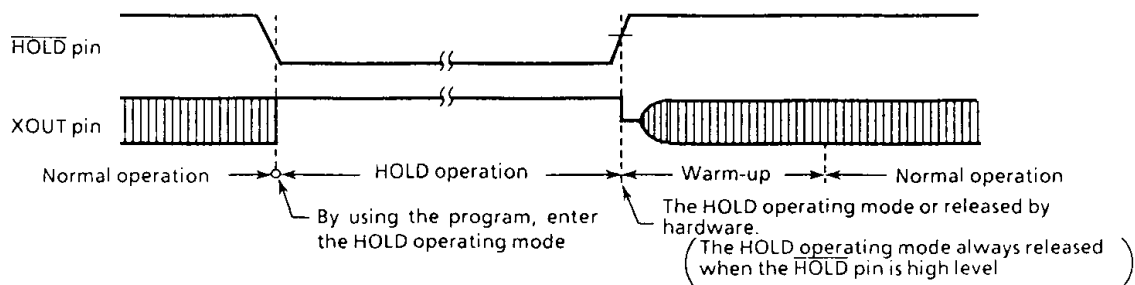 HOLD pin
XOUT pin
Normal operation
HOLD operation
Warm-up
Normal operation
By using the program, enter
the HOLD operating mode
The HOLD operating mode or released by
hardware.
(The HOLD operating mode always released
when the HOLD pin is high level)